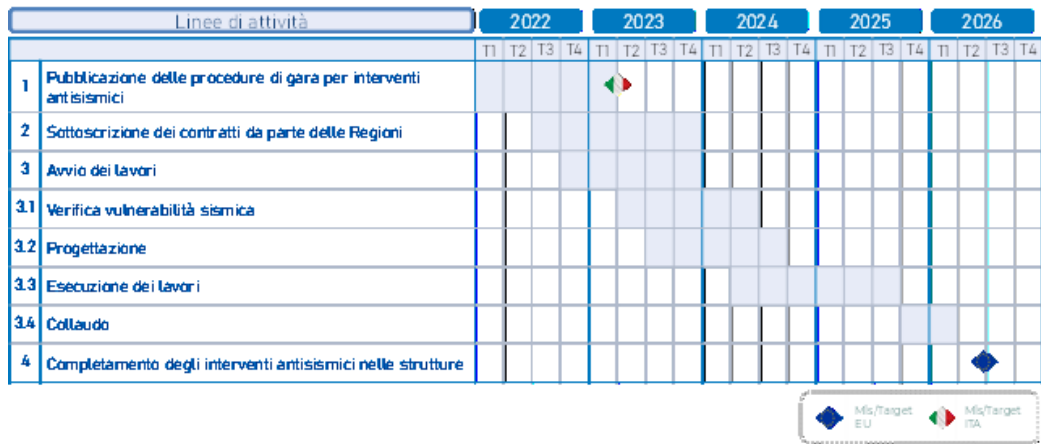 Linee di attività 2022 2023 2024 2025 2026
T1 T2 T3 T4 T1 T2 T3 T4 T1 T2 T3 T4 T1 T2 T3 T4 T1 T2 T3 T4
1 Pubblicazione delle procedure di gara per interventi
antisismici
2 Sottoscrizione dei contratti da parte delle Regioni
3 Avvio dei lavori
3.1 Verifica vulnerabilità sismica
3.2 Progettazione
3.3 Esecuzione dei lavori
3.4 Collaudo
4 Completamento degli interventi antisismici nelle strutture
Mls/Target
EU
Mls/Target
ITA